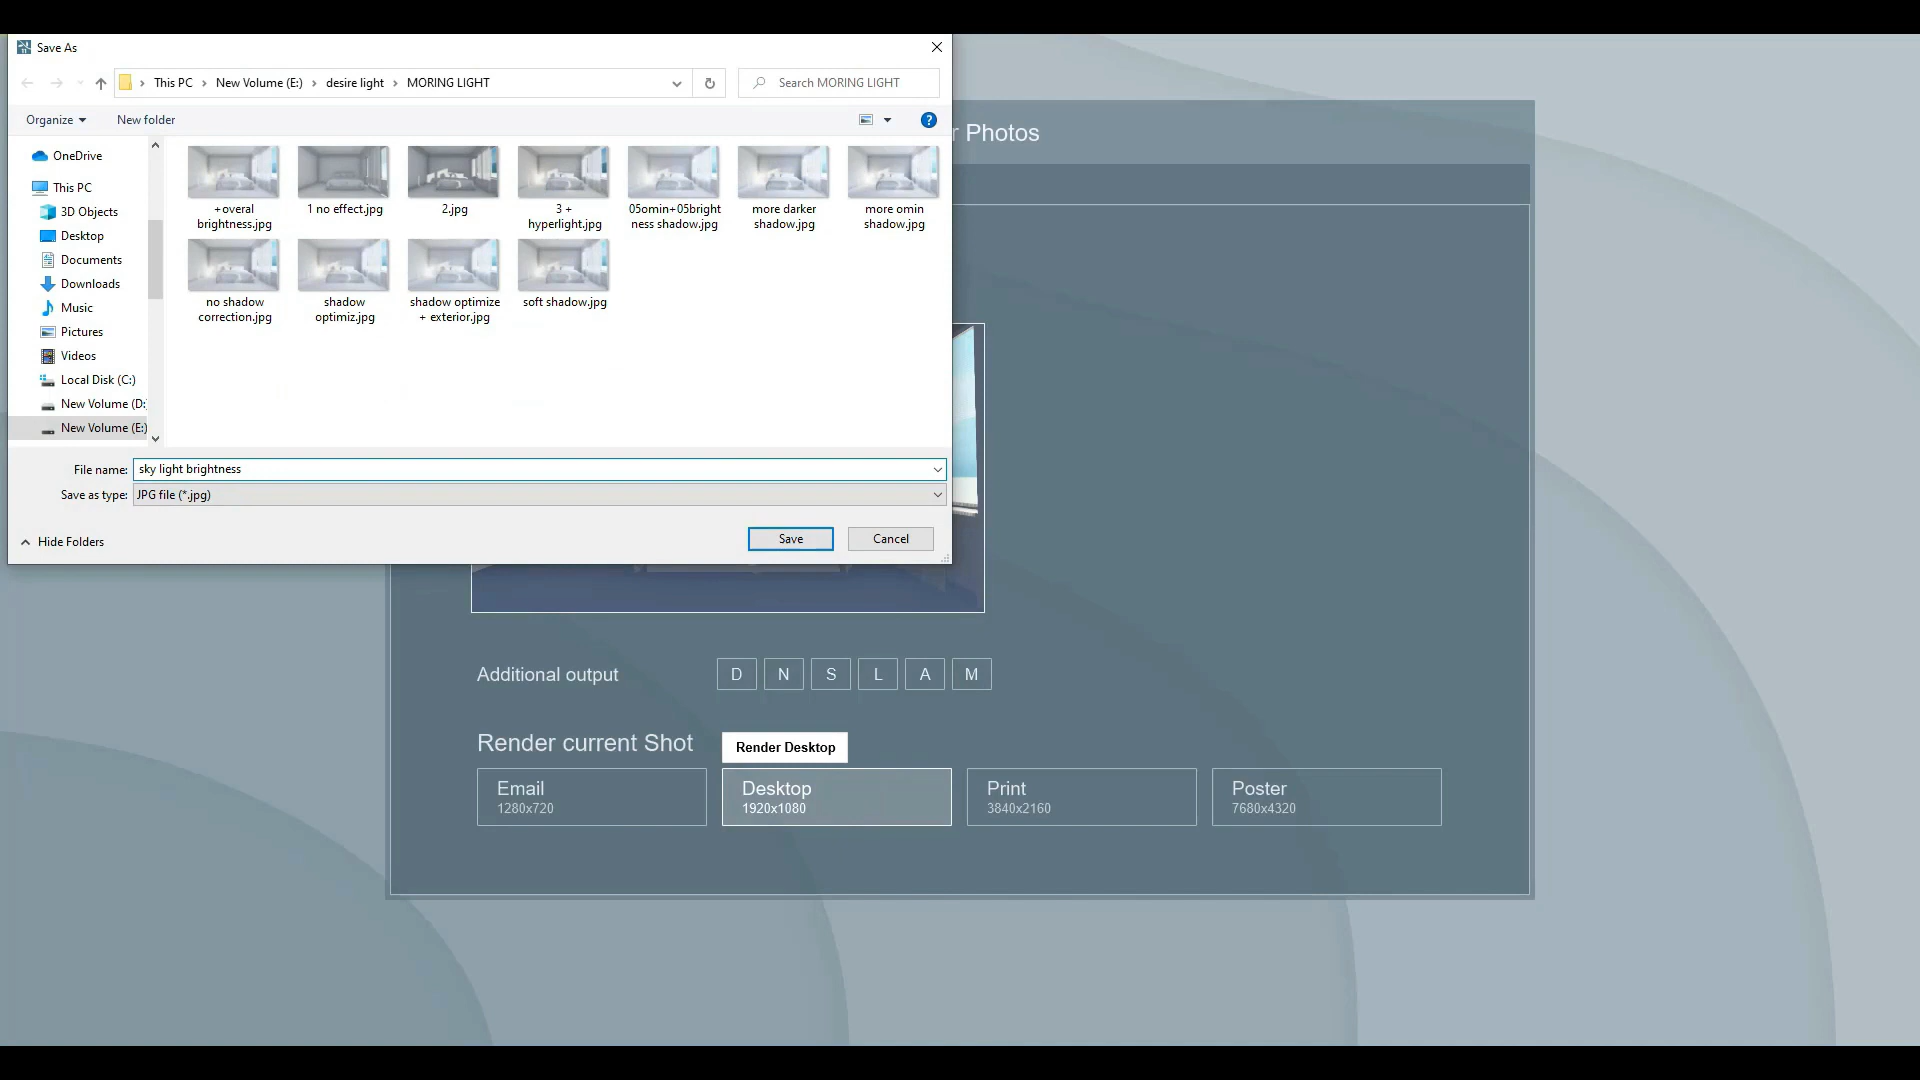 Save As
This PC
New Volume (E:)
desire light
MORING LIGHT
Search MORING LIGHT
Organize
New folder
OneDrive
This PC
3D Objects
Desktop
Documents
Downloads
Music
Pictures
Videos
Local Disk (C:)
New Volume (D:
New Volume (E:)
+overal
brightness.jpg
1 no effect.jpg
2.jpg
3 +
hyperlight.jpg
05omin+05bright
ness shadow.jpg
more darker
shadow.jpg
more omin
shadow.jpg
no shadow
correction.jpg
shadow
optimiz.jpg
shadow optimize
+ exterior.jpg
soft shadow.jpg
File name: sky light brightness
Save as type: JPG file (*.jpg)
Hide Folders
Save
Cancel
r Photos
Additional output
D N S L A M
Render current Shot
Render Desktop
Email
1280x720
Desktop
1920x1080
Print
3840x2160
Poster
7680x4320